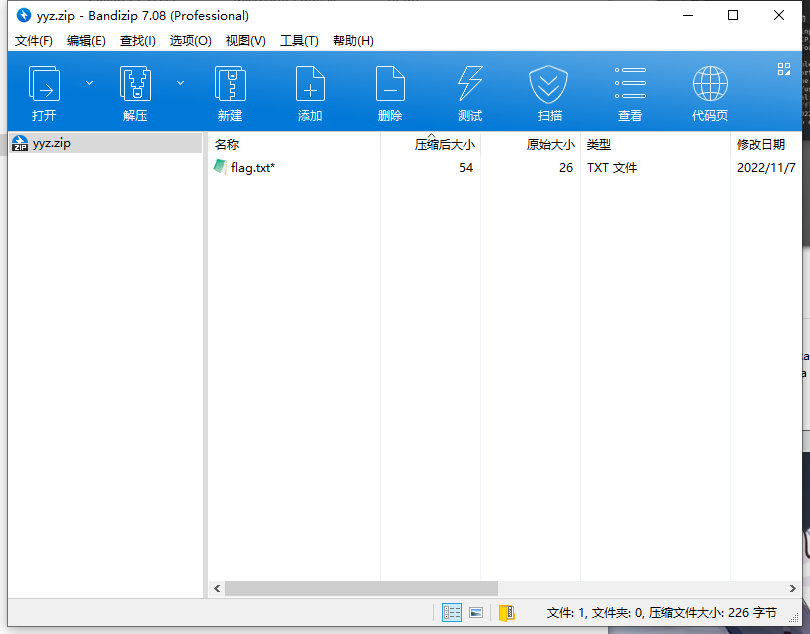 yyz.zip - Bandizip 7.08 (Professional)
文件(F) 编辑(E) 查找(I) 选项(O) 视图(V) 工具(T) 帮助(H)
打开 解压 新建 添加 删除 测试 扫描 查看 代码页
yyz.zip
名称 压缩后大小 原始大小 类型 修改日期
flag.txt* 54 26 TXT 文件 2022/11/7
文件: 1, 文件夹: 0, 压缩文件大小: 226 字节